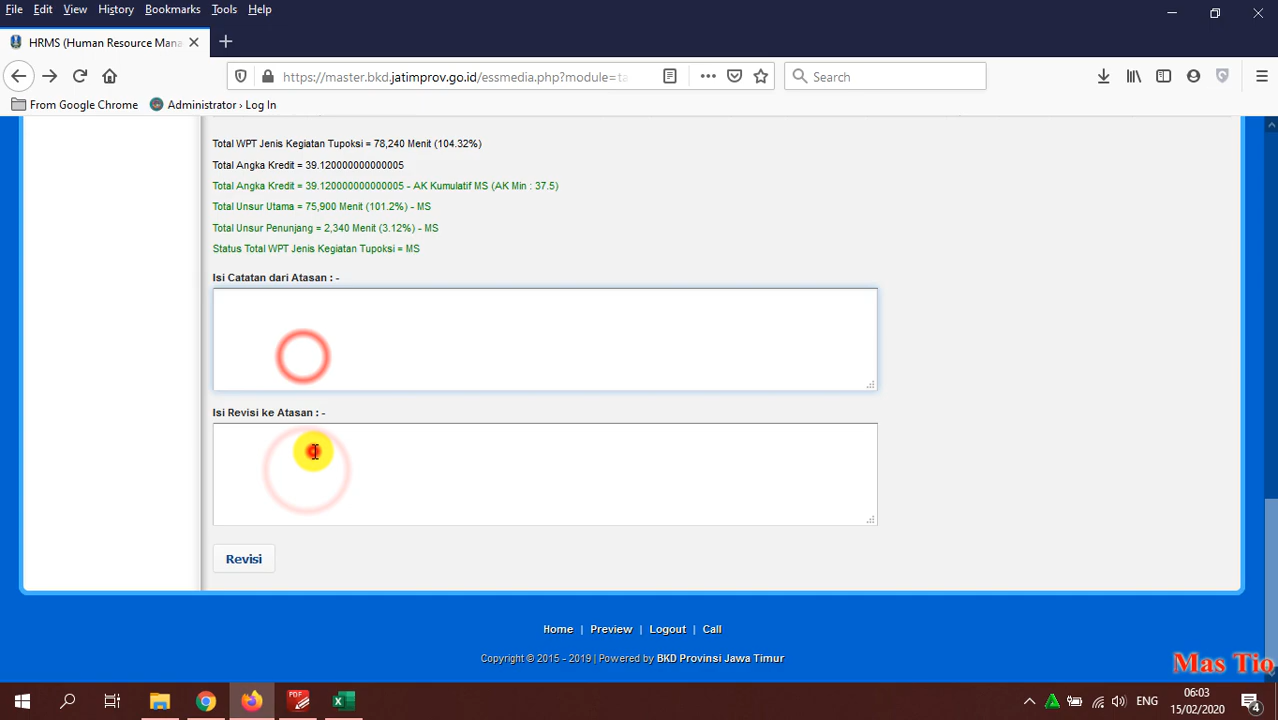 File Edit View History Bookmarks Tools Help
HRMS (Human Resource Mana
https://master.bkd.jatimprov.go.id/essmedia.php?module=ta
Search
From Google Chrome
Administrator › Log In
Total WPT Jenis Kegiatan Tupoksi = 78,240 Menit (104.32%)
Total Angka Kredit = 39.120000000000005
Total Angka Kredit = 39.120000000000005 - AK Kumulatif MS (AK Min : 37.5)
Total Unsur Utama = 75,900 Menit (101.2%) - MS
Total Unsur Penunjang = 2,340 Menit (3.12%) - MS
Status Total WPT Jenis Kegiatan Tupoksi = MS
Isi Catatan dari Atasan : -
Isi Revisi ke Atasan : -
Revisi
Home | Preview | Logout | Call
Copyright © 2015 - 2019 | Powered by BKD Provinsi Jawa Timur
Mas Tio
PDF
ENG
06:03
15/02/2020
4